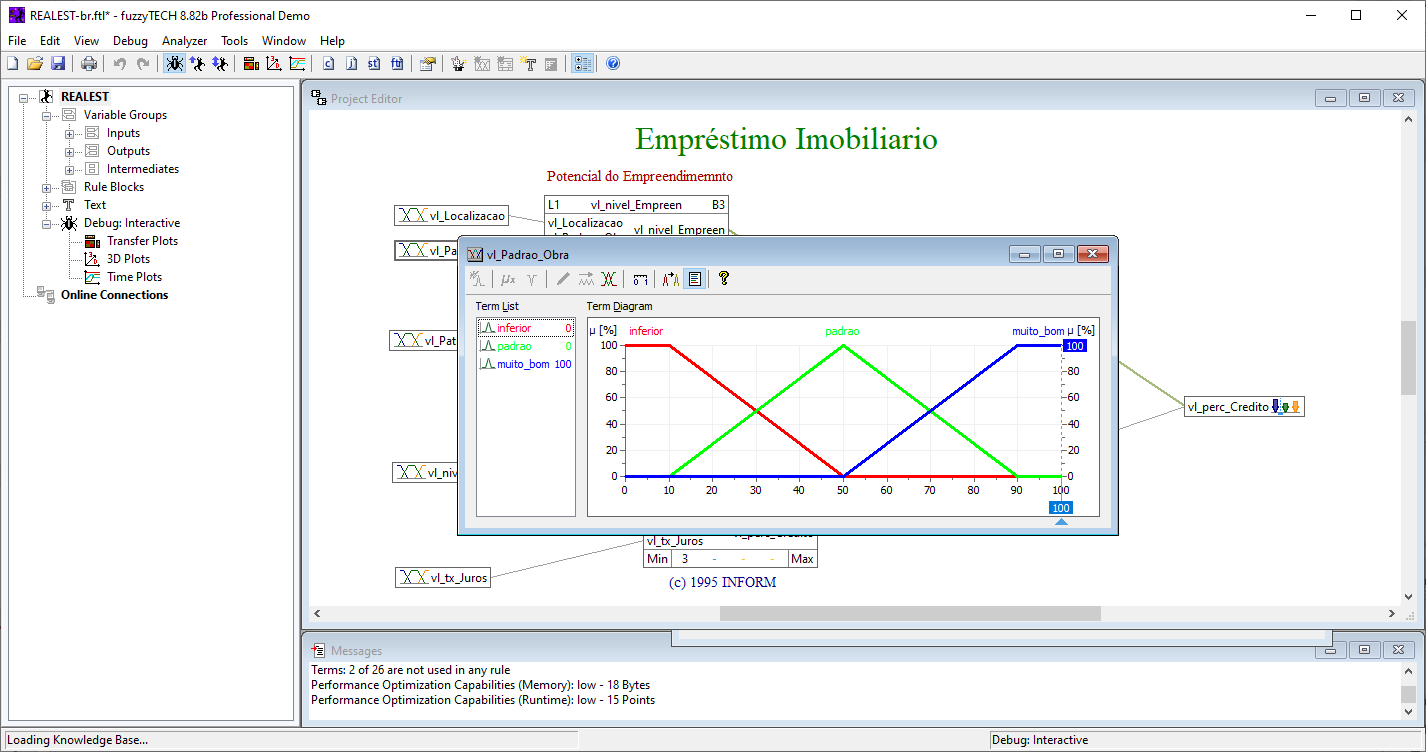 REALEST-br.ftl* - fuzzyTECH 8.82b Professional Demo
File Edit View Debug Analyzer Tools Window Help
REALEST
Variable Groups
Inputs
Outputs
Intermediates
Rule Blocks
Text
Debug: Interactive
Transfer Plots
3D Plots
Time Plots
Online Connections
Project Editor
Empréstimo Imobiliario
Potencial do Empreendimemnto
L1 vl_nivel_Empreen B3
vl_Localizacao
vl_Localizacao
vl_nivel_Empreen
vl_Padrao_Obra
Term List
inferior 0
padrao 0
muito_bom 100
Term Diagram
µ [%] inferior padrao muito_bom µ [%]
100 100
80 80
60 60
40 40
20 20
0 0
0 10 20 30 40 50 60 70 80 90 100
100
vl_perc_Credito
vl_tx_Juros
Min 3 - - - Max
vl_tx_Juros
(c) 1995 INFORM
Messages
Terms: 2 of 26 are not used in any rule
Performance Optimization Capabilities (Memory): low - 18 Bytes
Performance Optimization Capabilities (Runtime): low - 15 Points
Loading Knowledge Base... Debug: Interactive